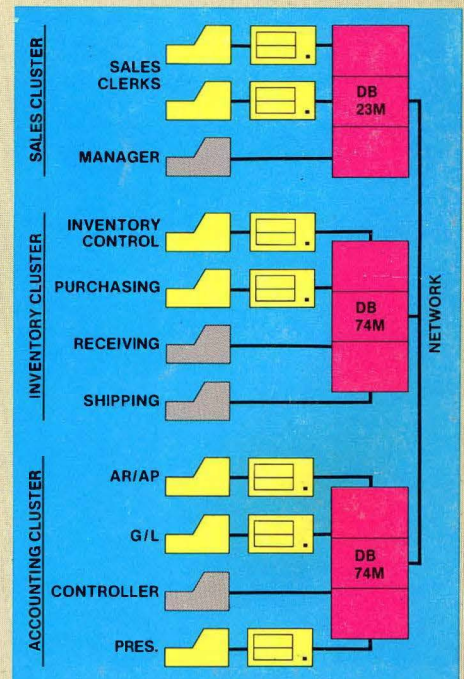 SALES CLUSTER
SALES
CLERKS
MANAGER
DB
23M
INVENTORY CLUSTER
INVENTORY
CONTROL
PURCHASING
RECEIVING
SHIPPING
DB
74M
NETWORK
ACCOUNTING CLUSTER
AR/AP
G/L
CONTROLLER
PRES.
DB
74M